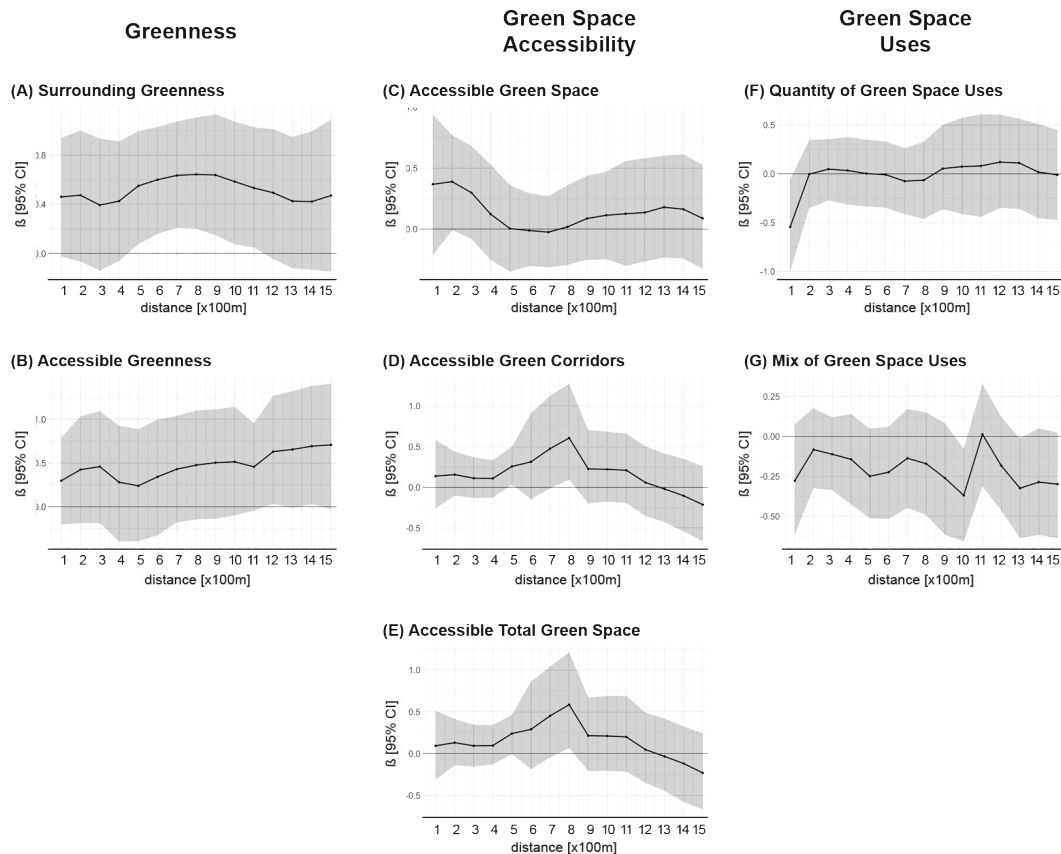 Greenness
Green Space
Accessibility
Green Space
Uses
(A) Surrounding Greenness
ß [95% CI]
0.8
0.4
0.0
1 2 3 4 5 6 7 8 9 10 11 12 13 14 15
distance [x100m]
(B) Accessible Greenness
ß [95% CI]
1.0
0.5
0.0
1 2 3 4 5 6 7 8 9 10 11 12 13 14 15
distance [x100m]
(C) Accessible Green Space
ß [95% CI]
1.0
0.5
0.0
1 2 3 4 5 6 7 8 9 10 11 12 13 14 15
distance [x100m]
(D) Accessible Green Corridors
ß [95% CI]
1.0
0.5
0.0
-0.5
1 2 3 4 5 6 7 8 9 10 11 12 13 14 15
distance [x100m]
(E) Accessible Total Green Space
ß [95% CI]
1.0
0.5
0.0
-0.5
1 2 3 4 5 6 7 8 9 10 11 12 13 14 15
distance [x100m]
(F) Quantity of Green Space Uses
ß [95% CI]
0.5
0.0
-0.5
-1.0
1 2 3 4 5 6 7 8 9 10 11 12 13 14 15
distance [x100m]
(G) Mix of Green Space Uses
ß [95% CI]
0.25
0.00
-0.25
-0.50
1 2 3 4 5 6 7 8 9 10 11 12 13 14 15
distance [x100m]